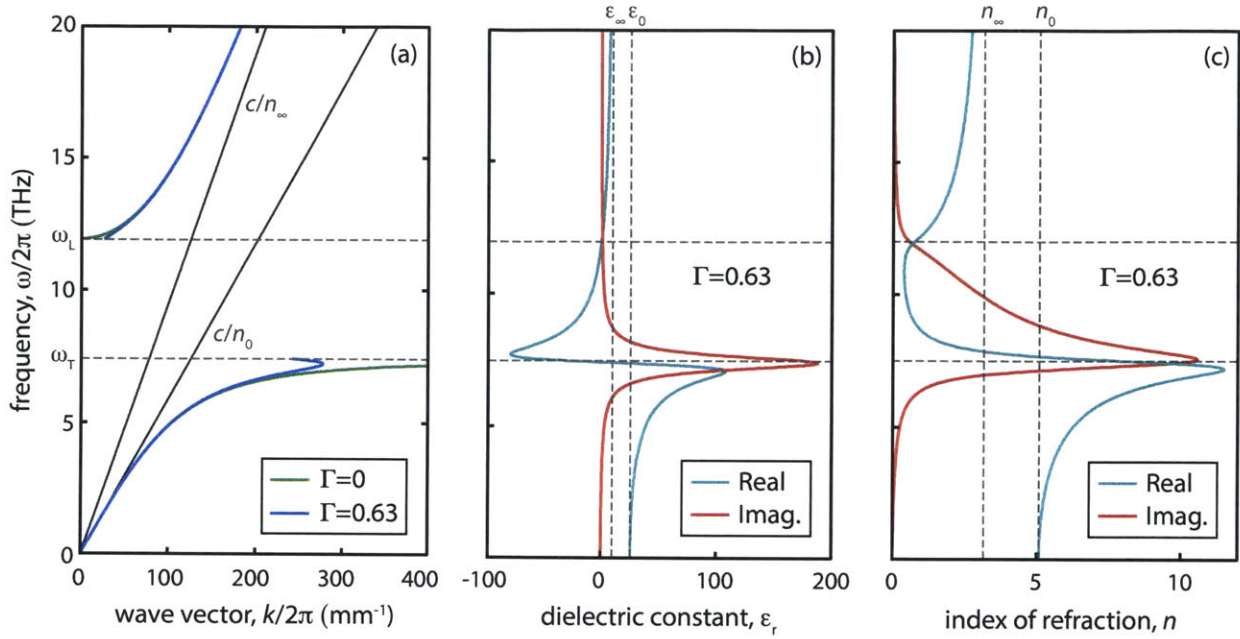 (a)
20
15
ω_L
10
ω_T
5
0
frequency, ω/2π (THz)
c/n_∞
c/n_0
Γ=0
Γ=0.63
0
100
200
300
400
wave vector, k/2π (mm⁻¹)
ε_∞ ε_0
(b)
Γ=0.63
Real
Imag.
-100
0
100
200
dielectric constant, ε_r
n_∞
n_0
(c)
Γ=0.63
Real
Imag.
0
5
10
index of refraction, n